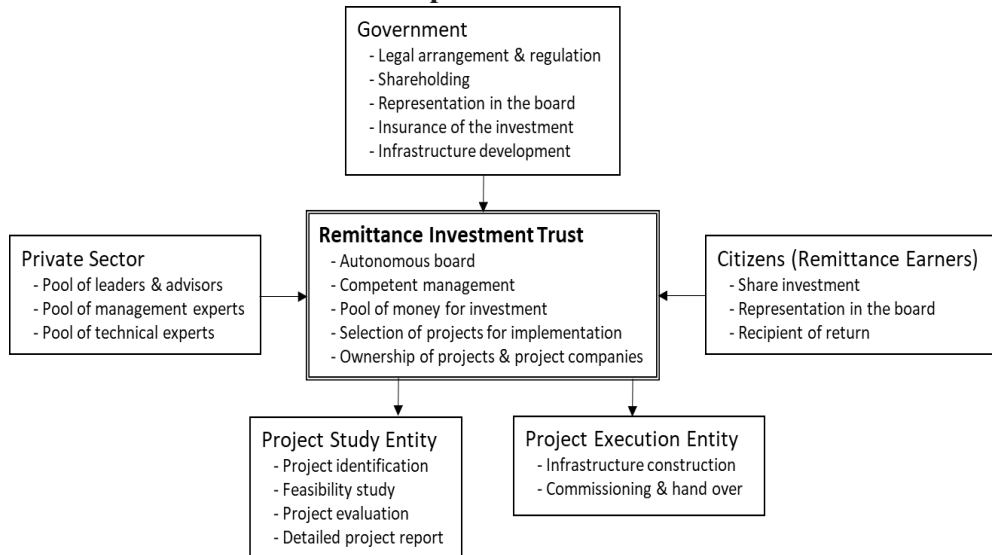 Government
- Legal arrangement & regulation
- Shareholding
- Representation in the board
- Insurance of the investment
- Infrastructure development
Private Sector
- Pool of leaders & advisors
- Pool of management experts
- Pool of technical experts
Remittance Investment Trust
- Autonomous board
- Competent management
- Pool of money for investment
- Selection of projects for implementation
- Ownership of projects & project companies
Citizens (Remittance Earners)
- Share investment
- Representation in the board
- Recipient of return
Project Study Entity
- Project identification
- Feasibility study
- Project evaluation
- Detailed project report
Project Execution Entity
- Infrastructure construction
- Commissioning & hand over